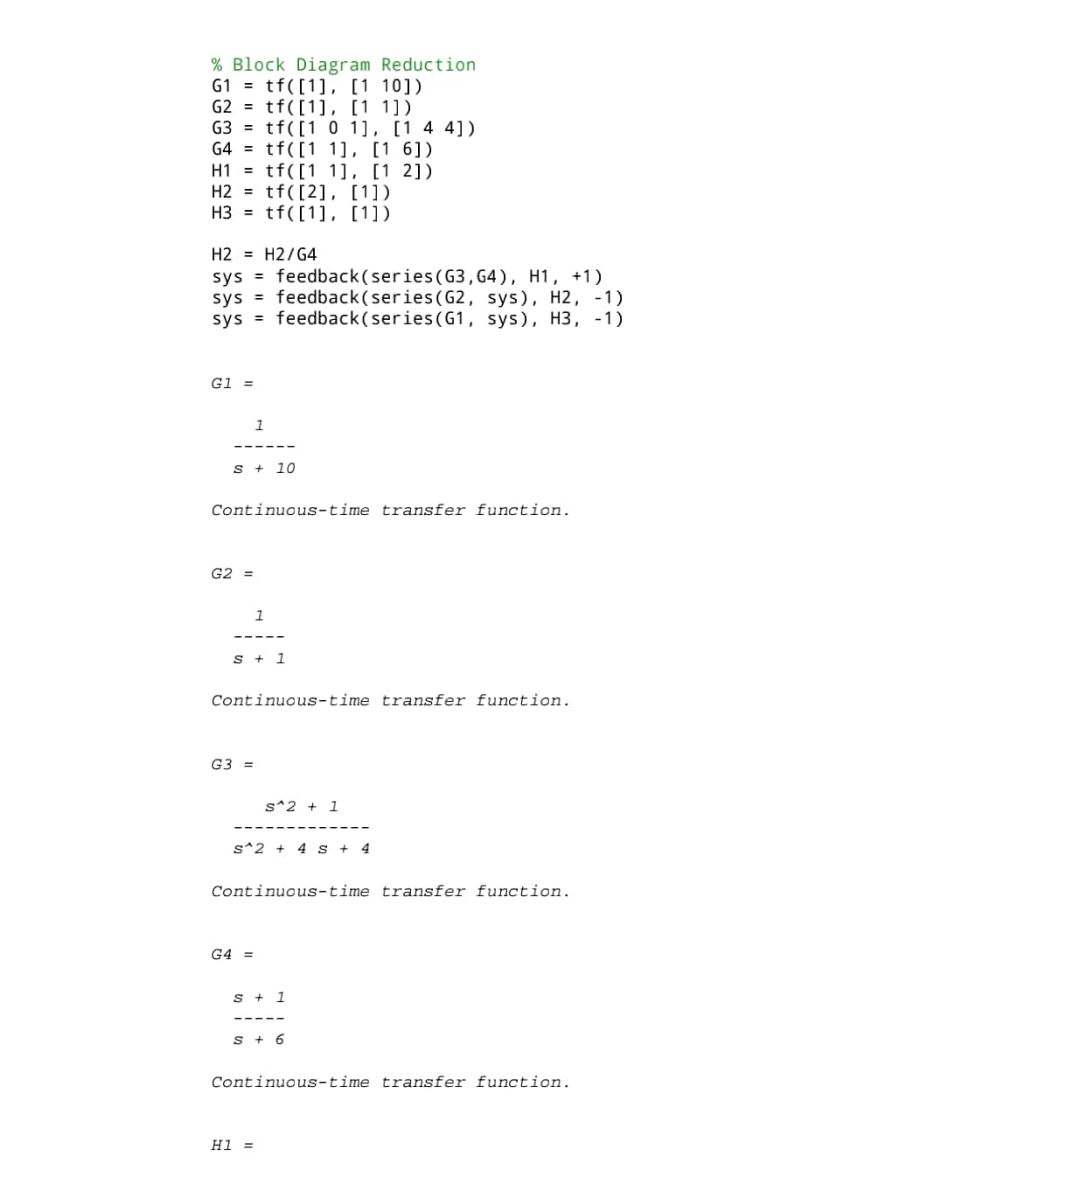 % Block Diagram Reduction
G1 = tf([1], [1 10])
G2 = tf([1], [1 1])
G3 = tf([1 0 1], [1 4 4])
G4 = tf([1 1], [1 6])
H1 = tf([1 1], [1 2])
H2 = tf([2], [1])
H3 = tf([1], [1])
H2 = H2/G4
sys = feedback(series(G3,G4), H1, +1)
sys = feedback(series(G2, sys), H2, -1)
sys = feedback(series(G1, sys), H3, -1)
G1 =
1
------
s + 10
Continuous-time transfer function.
G2 =
1
-----
s + 1
Continuous-time transfer function.
G3 =
s^2 + 1
-------------
s^2 + 4 s + 4
Continuous-time transfer function.
G4 =
s + 1
-----
s + 6
Continuous-time transfer function.
H1 =